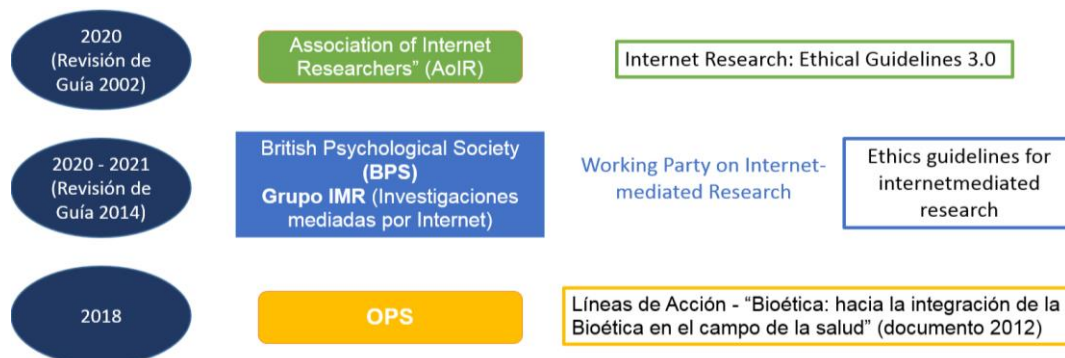 2020
(Revisión de
Guía 2002)
Association of Internet
Researchers” (AoIR)
Internet Research: Ethical Guidelines 3.0
2020 - 2021
(Revisión de
Guía 2014)
British Psychological Society
(BPS)
Grupo IMR (Investigaciones
mediadas por Internet)
Working Party on Internet-
mediated Research
Ethics guidelines for
internetmediated
research
2018
OPS
Líneas de Acción - “Bioética: hacia la integración de la
Bioética en el campo de la salud” (documento 2012)